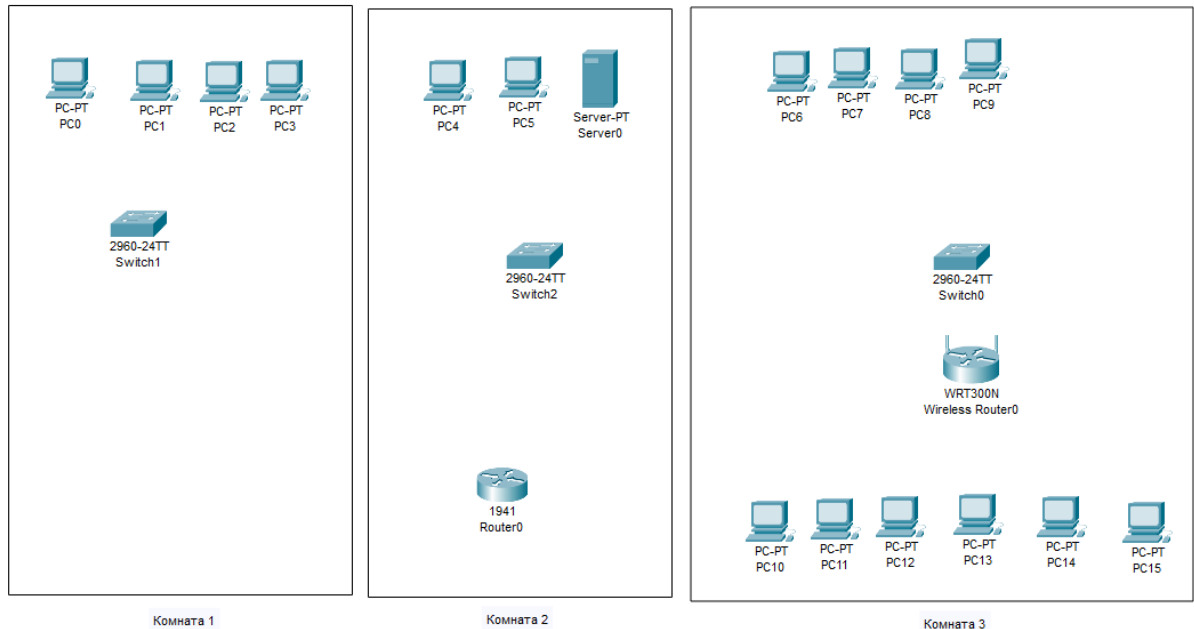 PC-PT
PC0
PC-PT
PC1
PC-PT
PC2
PC-PT
PC3
2960-24TT
Switch1
Комната 1
PC-PT
PC4
PC-PT
PC5
Server-PT
Server0
2960-24TT
Switch2
1941
Router0
Комната 2
PC-PT
PC6
PC-PT
PC7
PC-PT
PC8
PC-PT
PC9
2960-24TT
Switch0
WRT300N
Wireless Router0
PC-PT
PC10
PC-PT
PC11
PC-PT
PC12
PC-PT
PC13
PC-PT
PC14
PC-PT
PC15
Комната 3